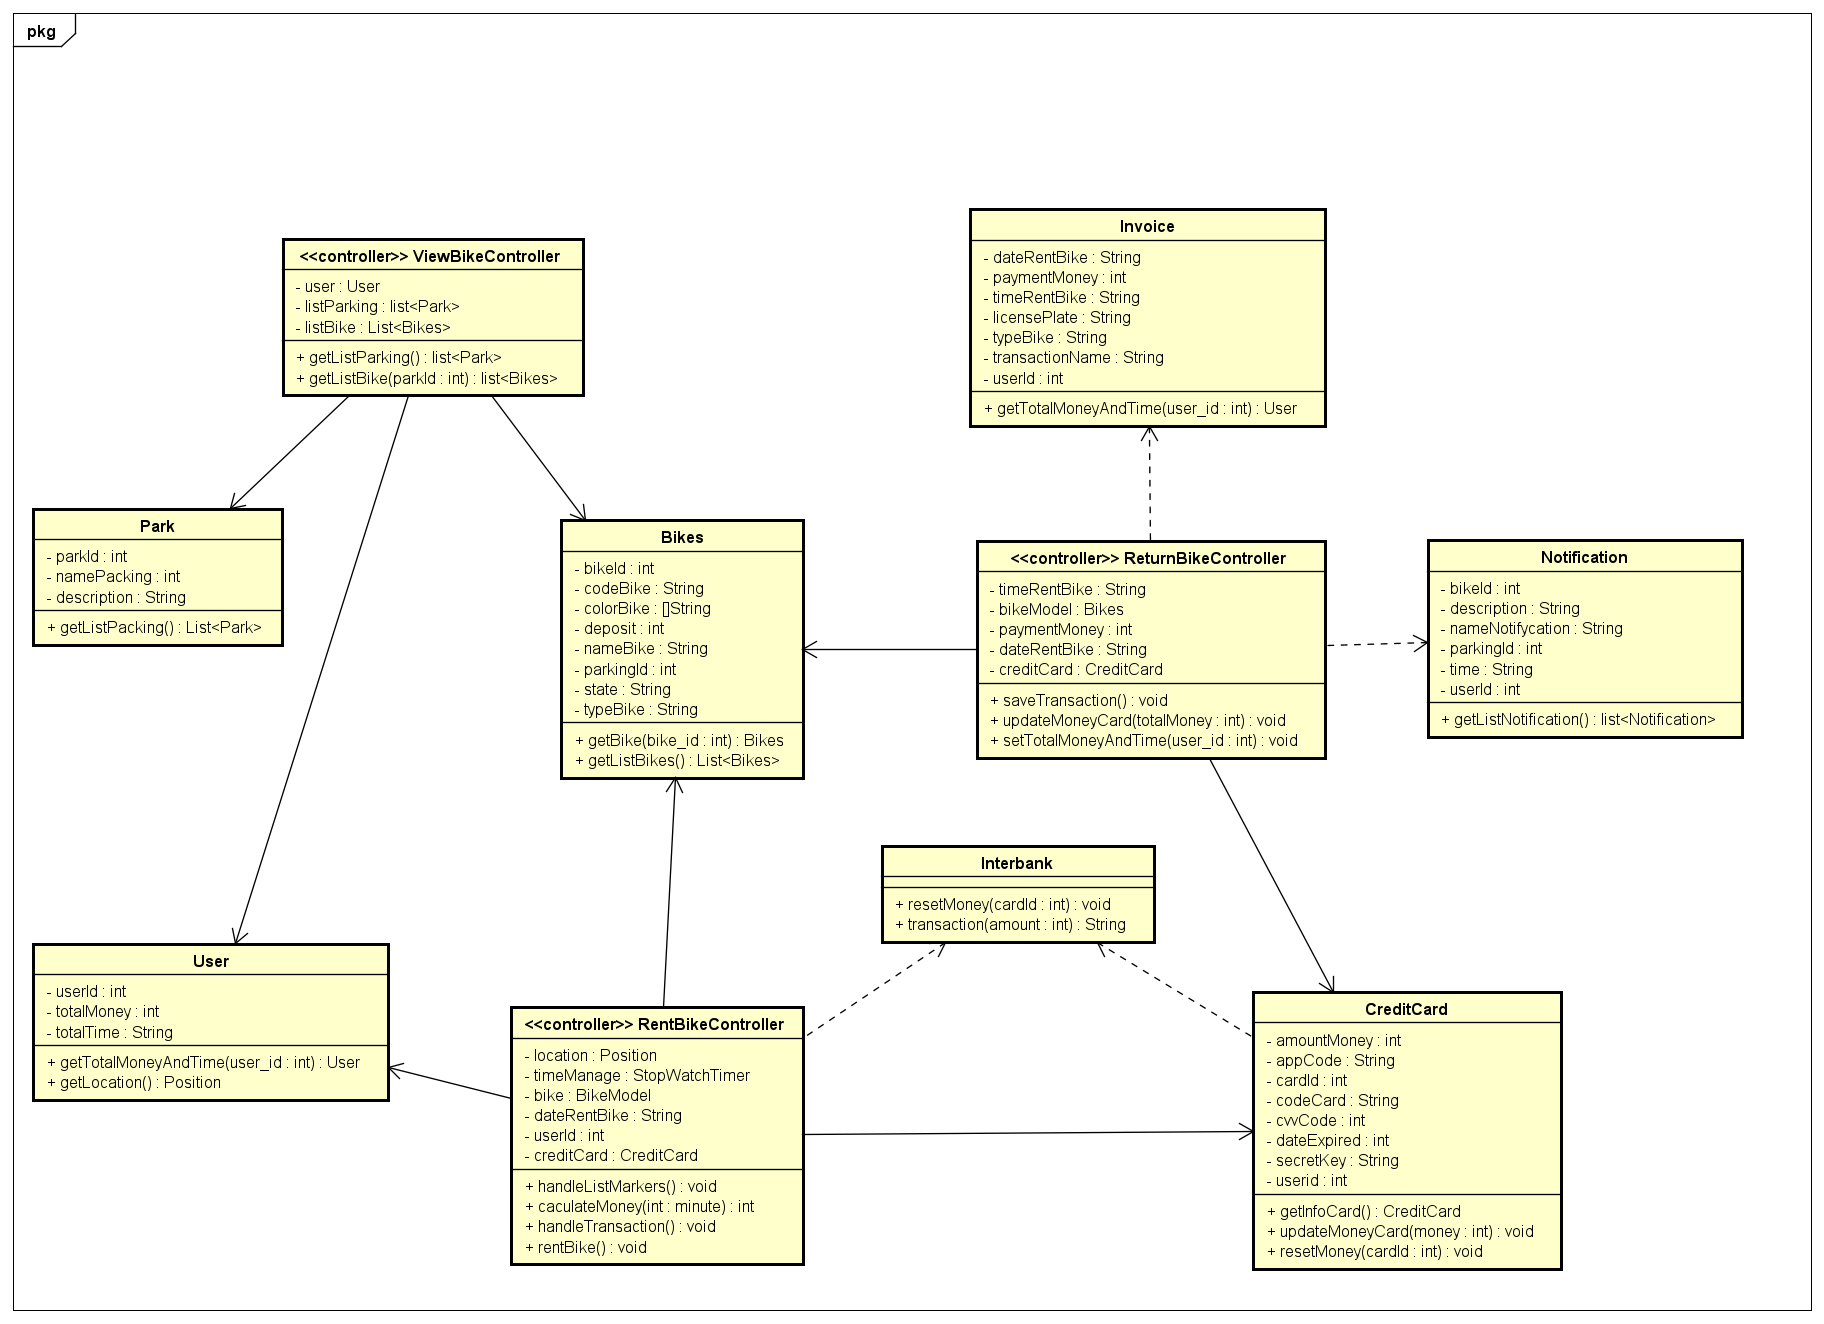 pkg
<<controller>> ViewBikeController
- user : User
- listParking : list<Park>
- listBike : List<Bikes>
+ getListParking() : list<Park>
+ getListBike(parkId : int) : list<Bikes>
Invoice
- dateRentBike : String
- paymentMoney : int
- timeRentBike : String
- licensePlate : String
- typeBike : String
- transactionName : String
- userId : int
+ getTotalMoneyAndTime(user_id : int) : User
Park
- parkId : int
- namePacking : int
- description : String
+ getListPacking() : List<Park>
Bikes
- bikeId : int
- codeBike : String
- colorBike : []String
- deposit : int
- nameBike : String
- parkingId : int
- state : String
- typeBike : String
+ getBike(bike_id : int) : Bikes
+ getListBikes() : List<Bikes>
<<controller>> ReturnBikeController
- timeRentBike : String
- bikeModel : Bikes
- paymentMoney : int
- dateRentBike : String
- creditCard : CreditCard
+ saveTransaction() : void
+ updateMoneyCard(totalMoney : int) : void
+ setTotalMoneyAndTime(user_id : int) : void
Notification
- bikeId : int
- description : String
- nameNotifycation : String
- parkingId : int
- time : String
- userId : int
+ getListNotification() : list<Notification>
Interbank
+ resetMoney(cardId : int) : void
+ transaction(amount : int) : String
User
- userId : int
- totalMoney : int
- totalTime : String
+ getTotalMoneyAndTime(user_id : int) : User
+ getLocation() : Position
<<controller>> RentBikeController
- location : Position
- timeManage : StopWatchTimer
- bike : BikeModel
- dateRentBike : String
- userId : int
- creditCard : CreditCard
+ handleListMarkers() : void
+ caculateMoney(int : minute) : int
+ handleTransaction() : void
+ rentBike() : void
CreditCard
- amountMoney : int
- appCode : String
- cardId : int
- codeCard : String
- cvvCode : int
- dateExpired : int
- secretKey : String
- userid : int
+ getInfoCard() : CreditCard
+ updateMoneyCard(money : int) : void
+ resetMoney(cardId : int) : void